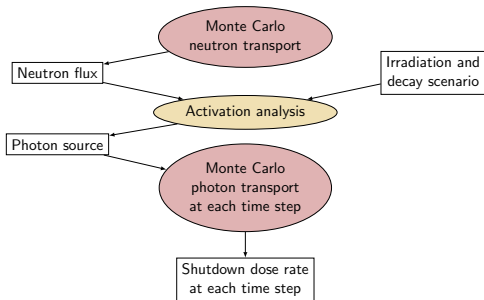 Monte Carlo
neutron transport
Irradiation and
decay scenario
Neutron flux
Activation analysis
Photon source
Monte Carlo
photon transport
at each time step
Shutdown dose rate
at each time step